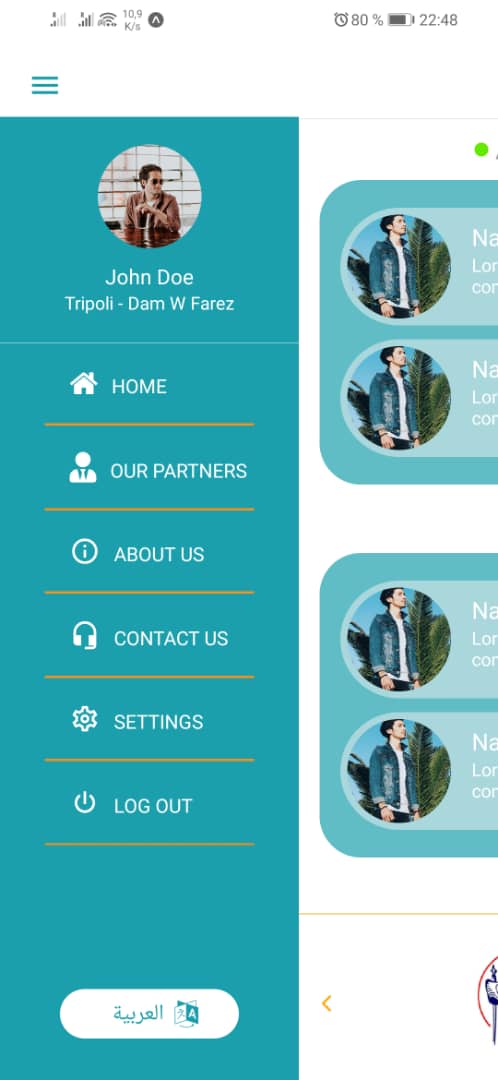 10,9
K/s
80 % 22:48
John Doe
Tripoli - Dam W Farez
HOME
OUR PARTNERS
ABOUT US
CONTACT US
SETTINGS
LOG OUT
العربية
A
Na
Lor
con
Na
Lor
con
Na
Lor
con
Na
Lor
con